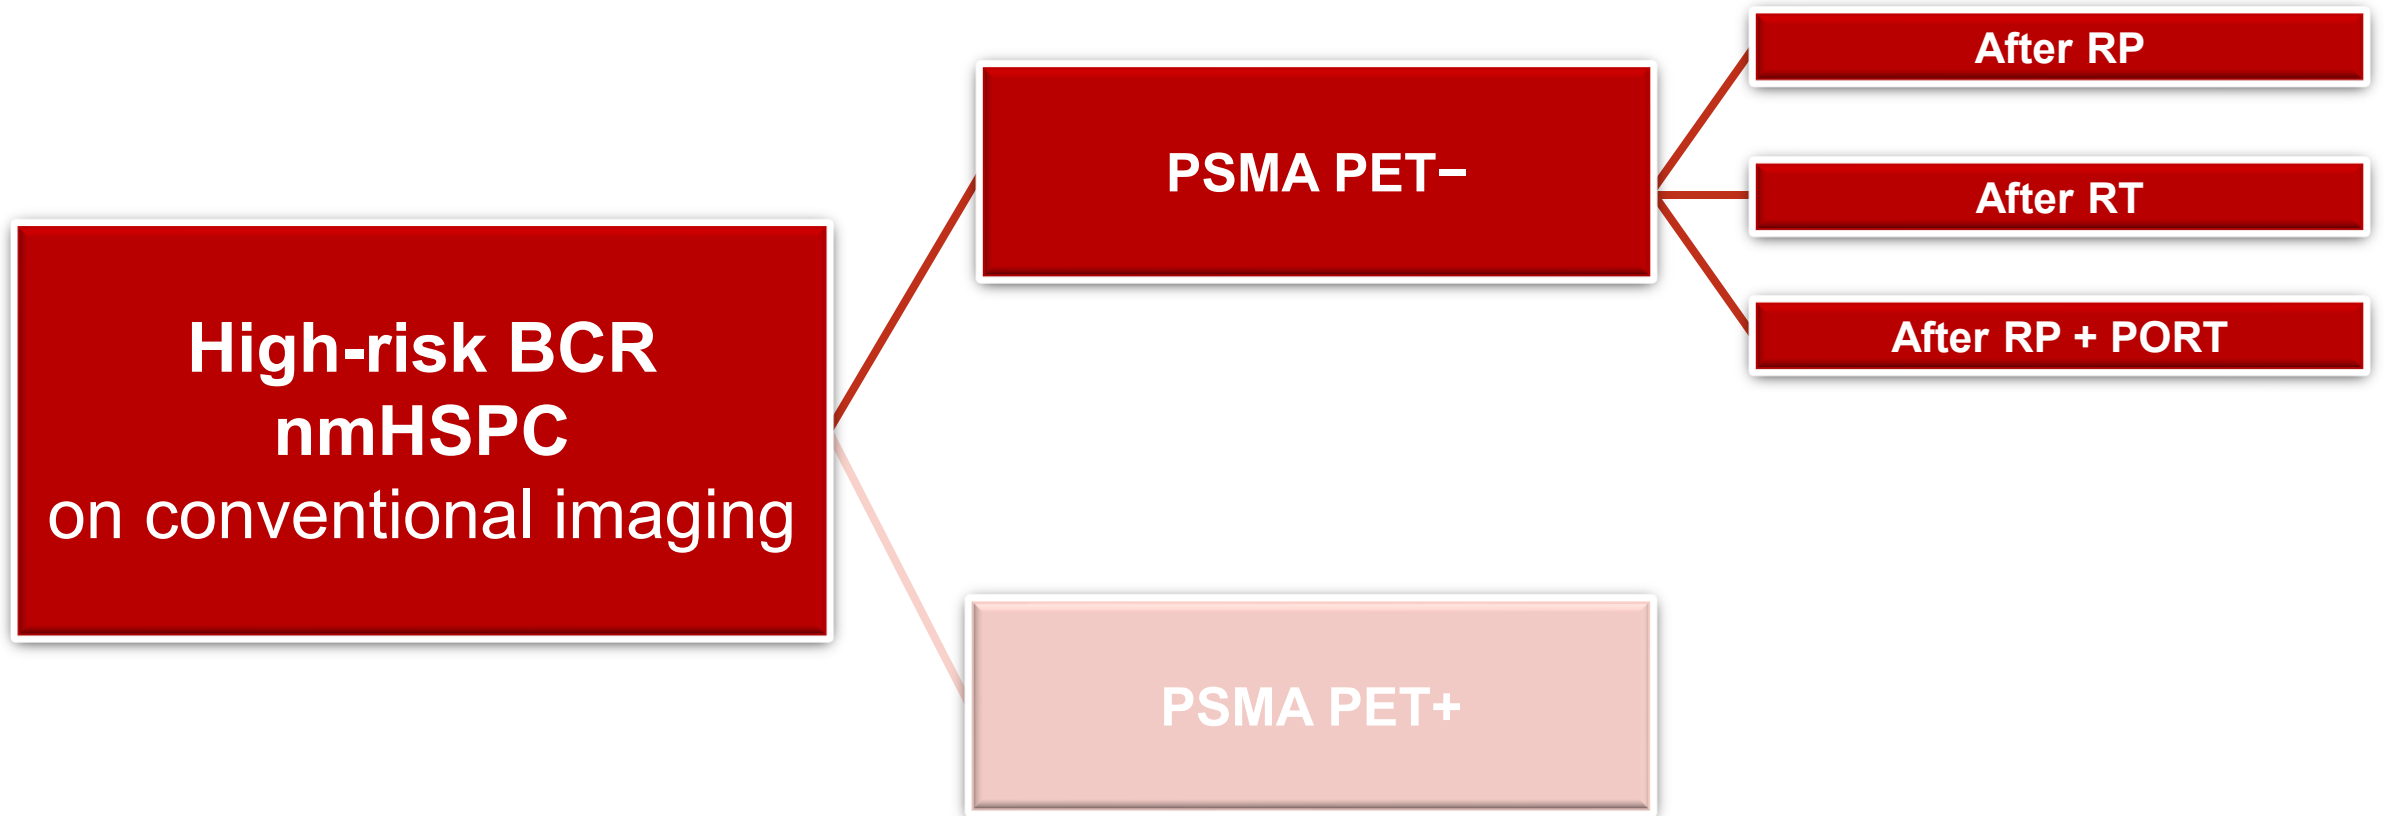 High-risk BCR
nmHSPC
on conventional imaging
PSMA PET−
After RP
After RT
After RP + PORT
PSMA PET+